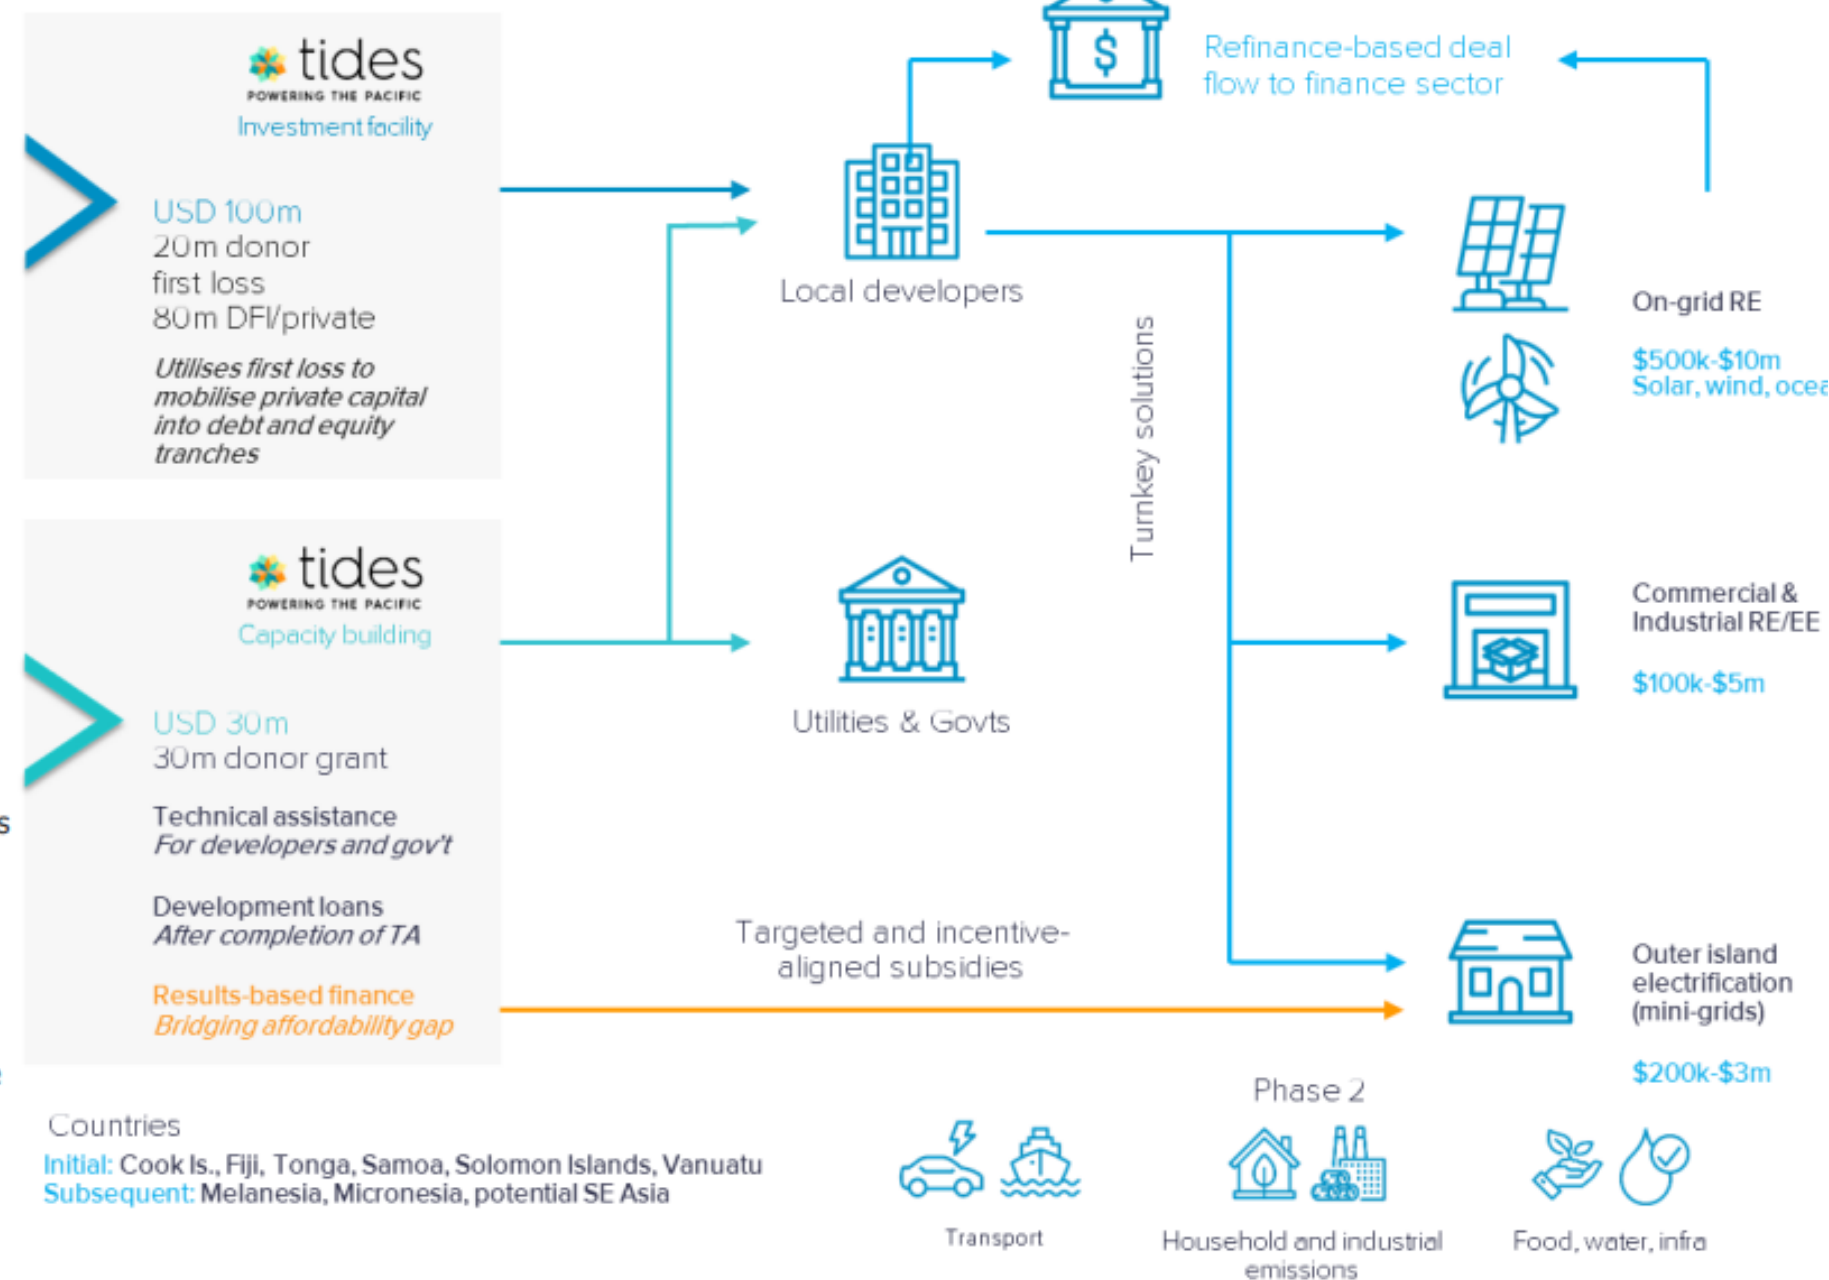 tides
POWERING THE PACIFIC
Investment facility
USD 100m
20m donor
first loss
80m DFI/private
Utilises first loss to
mobilise private capital
into debt and equity
tranches
tides
POWERING THE PACIFIC
Capacity building
USD 30m
30m donor grant
Technical assistance
For developers and gov't
Development loans
After completion of TA
Results-based finance
Bridging affordability gap
$
Refinance-based deal
flow to finance sector
Local developers
Utilities & Govts
Turnkey solutions
Targeted and incentive-
aligned subsidies
On-grid RE
$500k-$10m
Solar, wind,
Commercial &
Industrial RE/EE
$100k-$5m
Outer island
electrification
(mini-grids)
$200k-$3m
Countries
Initial: Cook Is., Fiji, Tonga, Samoa, Solomon Islands, Vanuatu
Subsequent: Melanesia, Micronesia, potential SE Asia
Phase 2
Transport
Household and industrial
emissions
Food, water, infra